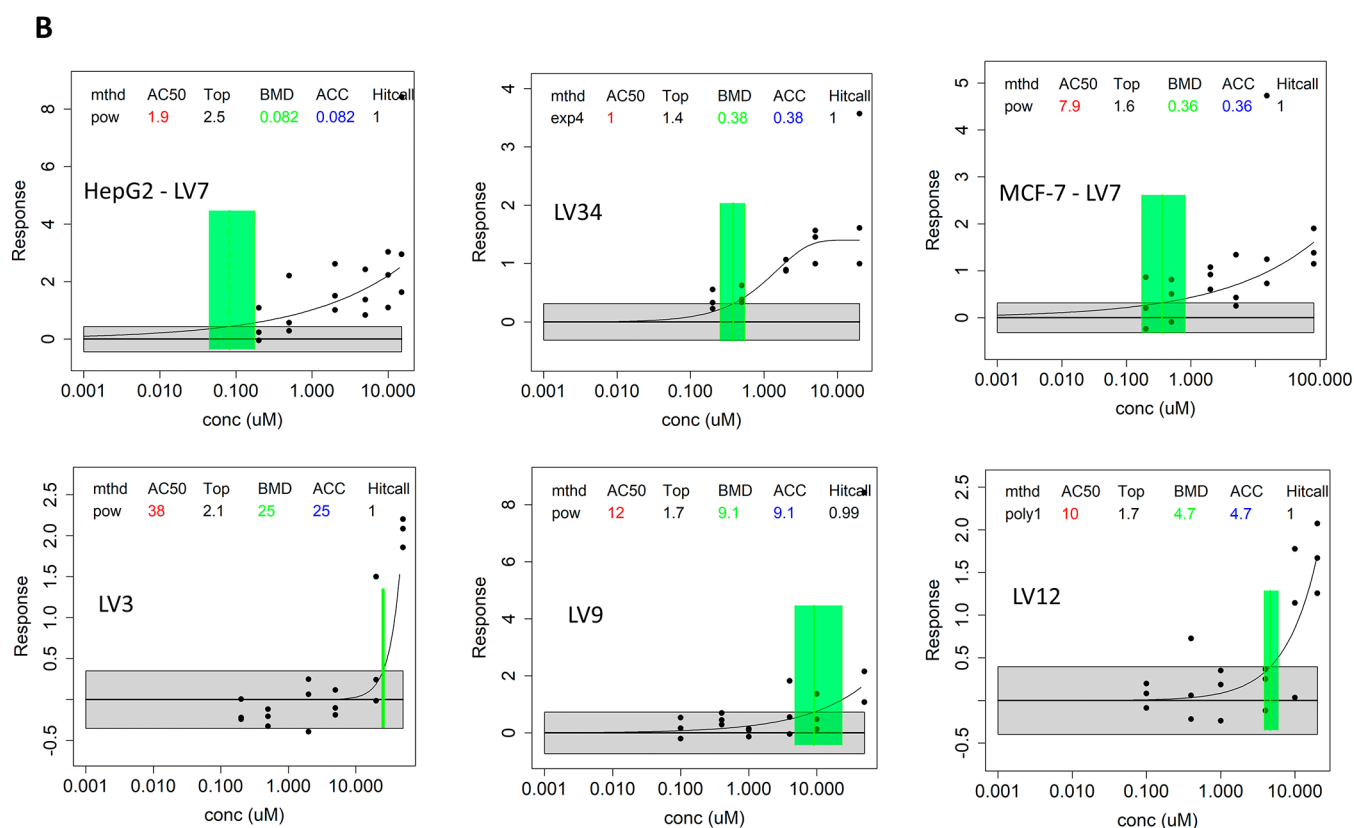 B
mthd AC50 Top BMD ACC Hitcall
pow 1.9 2.5 0.082 0.082 1
HepG2 - LV7
Response
0 2 4 6 8
0.001 0.100 1.000 10.000
conc (uM)
mthd AC50 Top BMD ACC Hitcall
exp4 1 1.4 0.38 0.38 1
LV34
Response
0 1 2 3 4
0.001 0.010 0.100 1.000 10.000
conc (uM)
mthd AC50 Top BMD ACC Hitcall
pow 7.9 1.6 0.36 0.36 1
MCF-7 - LV7
Response
0 1 2 3 4 5
0.001 0.010 0.100 1.000 100.000
conc (uM)
mthd AC50 Top BMD ACC Hitcall
pow 38 2.1 25 25 1
LV3
Response
-0.5 0.5 1.0 1.5 2.0 2.5
0.001 0.010 0.100 1.000 10.000
conc (uM)
mthd AC50 Top BMD ACC Hitcall
pow 12 1.7 9.1 9.1 0.99
LV9
Response
0 2 4 6 8
0.001 0.010 0.100 1.000 10.000
conc (uM)
mthd AC50 Top BMD ACC Hitcall
poly1 10 1.7 4.7 4.7 1
LV12
Response
-0.5 0.5 1.0 1.5 2.0 2.5
0.001 0.010 0.100 1.000 10.000
conc (uM)